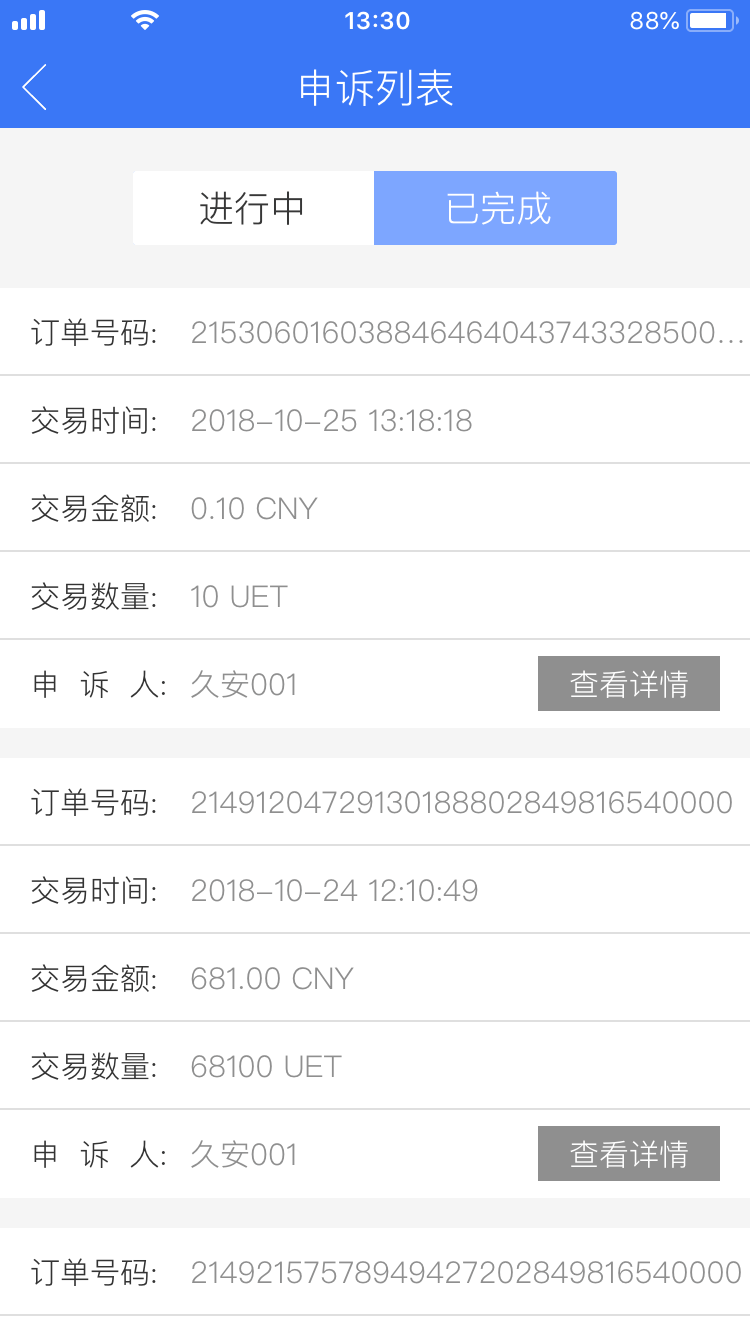 13:30 88%
申诉列表
进行中 已完成
订单号码: 215306016038846464043743328500...
交易时间: 2018-10-25 13:18:18
交易金额: 0.10 CNY
交易数量: 10 UET
申 诉 人: 久安001 查看详情
订单号码: 2149120472913018880284981654​0000
交易时间: 2018-10-24 12:10:49
交易金额: 681.00 CNY
交易数量: 68100 UET
申 诉 人: 久安001 查看详情
订单号码: 21492157578949427202849816540000